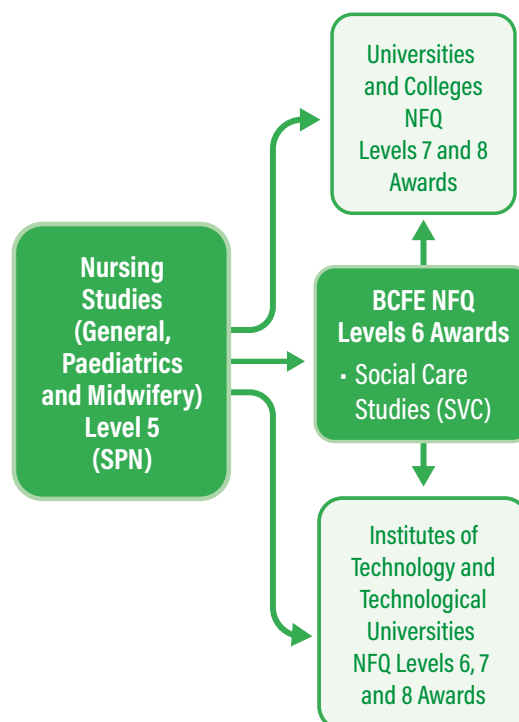 Universities
and Colleges
NFQ
Levels 7 and 8
Awards
Nursing
Studies
(General,
Paediatrics
and Midwifery)
Level 5
(SPN)
BCFE NFQ
Levels 6 Awards
· Social Care
Studies (SVC)
Institutes of
Technology and
Technological
Universities
NFQ Levels 6, 7
and 8 Awards